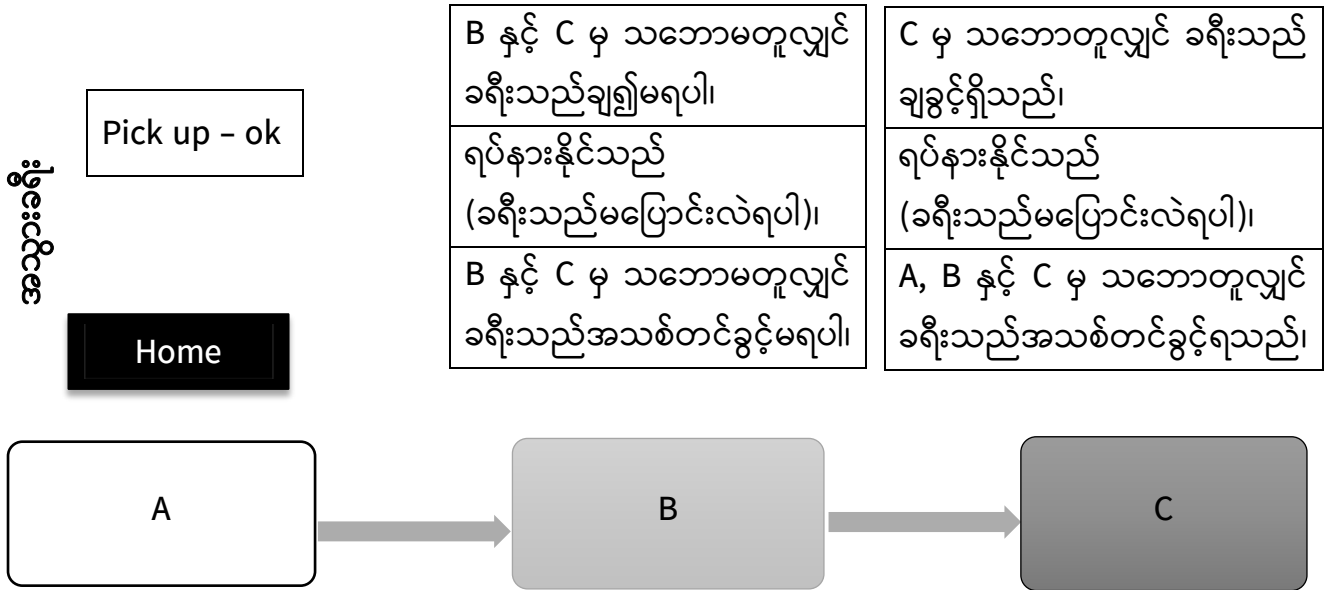 Pick up – ok
Home
B နှင့် C မှ သဘောမတူလျှင်
ခရီးသည်ချ၍မရပါ၊
ရပ်နားနိုင်သည်
(ခရီးသည်မပြောင်းလဲရပါ)၊
B နှင့် C မှ သဘောမတူလျှင်
ခရီးသည်အသစ်တင်ခွင့်မရပါ၊
C မှ သဘောတူလျှင် ခရီးသည်
ချခွင့်ရှိသည်၊
ရပ်နားနိုင်သည်
(ခရီးသည်မပြောင်းလဲရပါ)၊
A, B နှင့် C မှ သဘောတူလျှင်
ခရီးသည်အသစ်တင်ခွင့်ရသည်၊
A
B
C